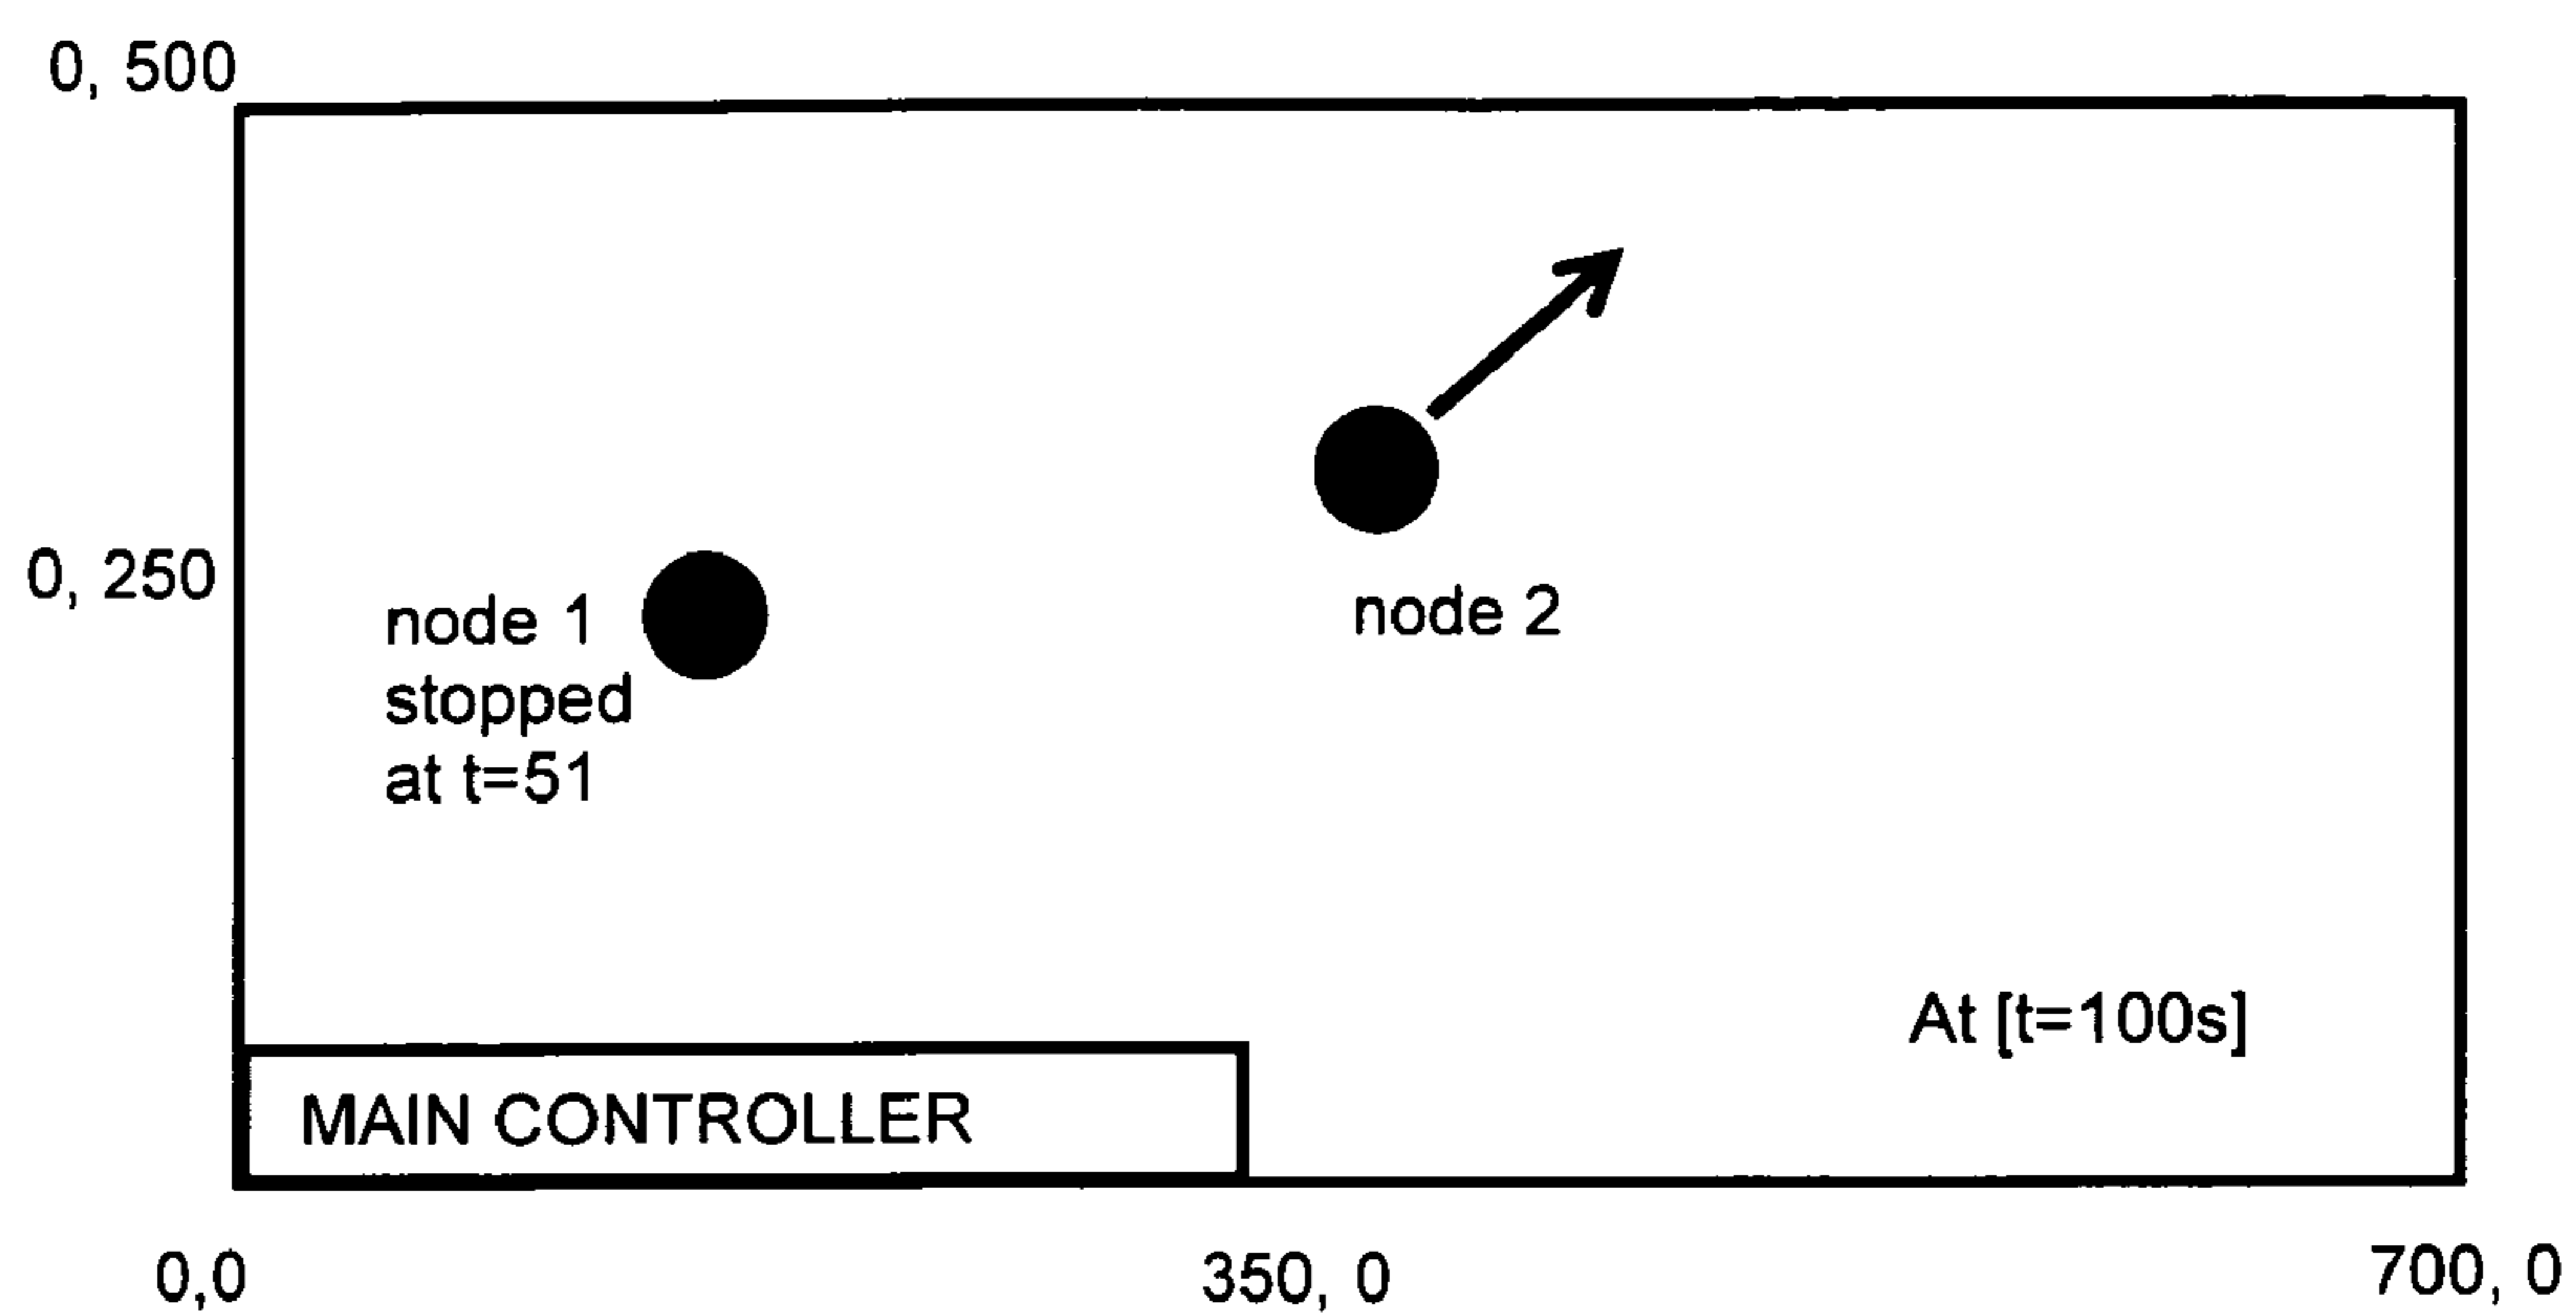 0, 500
0, 250
node 1
stopped
at t=51
node 2
At [t=100s]
MAIN CONTROLLER
0,0
350, 0
700, 0